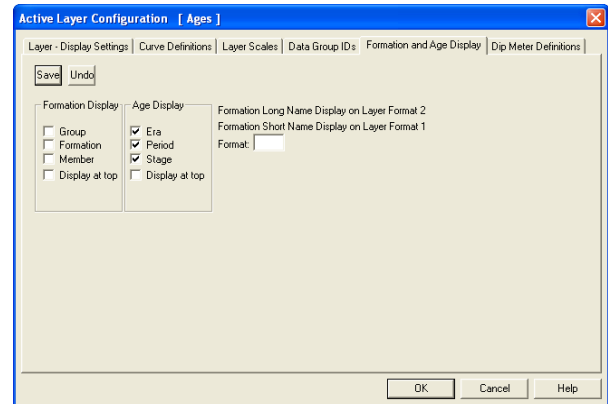 Active Layer Configuration [ Ages ]
Layer - Display Settings Curve Definitions Layer Scales Data Group IDs Formation and Age Display Dip Meter Definitions
Save Undo
Formation Display Age Display
Formation Long Name Display on Layer Format 2
Group Era
Formation Short Name Display on Layer Format 1
Formation Period
Format:
Member Stage
Display at top Display at top
OK Cancel Help